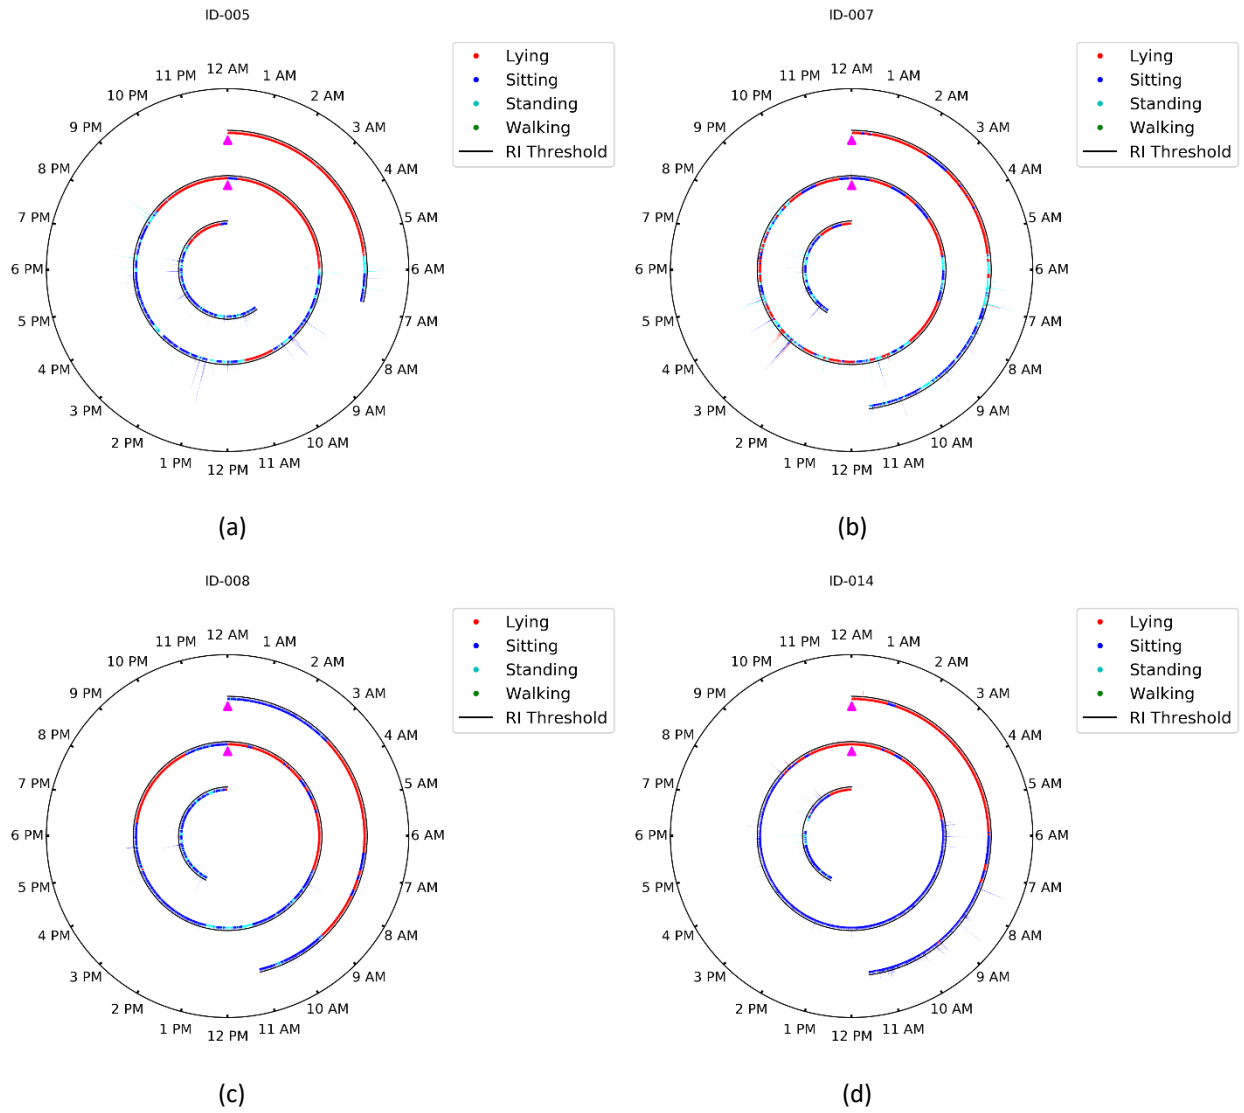 ID-005
12 AM
1 AM
2 AM
3 AM
4 AM
5 AM
6 AM
7 AM
8 AM
9 AM
10 AM
11 AM
12 PM
1 PM
2 PM
3 PM
4 PM
5 PM
6 PM
7 PM
8 PM
9 PM
10 PM
11 PM
Lying
Sitting
Standing
Walking
RI Threshold
(a)
ID-007
12 AM
1 AM
2 AM
3 AM
4 AM
5 AM
6 AM
7 AM
8 AM
9 AM
10 AM
11 AM
12 PM
1 PM
2 PM
3 PM
4 PM
5 PM
6 PM
7 PM
8 PM
9 PM
10 PM
11 PM
Lying
Sitting
Standing
Walking
RI Threshold
(b)
ID-008
12 AM
1 AM
2 AM
3 AM
4 AM
5 AM
6 AM
7 AM
8 AM
9 AM
10 AM
11 AM
12 PM
1 PM
2 PM
3 PM
4 PM
5 PM
6 PM
7 PM
8 PM
9 PM
10 PM
11 PM
Lying
Sitting
Standing
Walking
RI Threshold
(c)
ID-014
12 AM
1 AM
2 AM
3 AM
4 AM
5 AM
6 AM
7 AM
8 AM
9 AM
10 AM
11 AM
12 PM
1 PM
2 PM
3 PM
4 PM
5 PM
6 PM
7 PM
8 PM
9 PM
10 PM
11 PM
Lying
Sitting
Standing
Walking
RI Threshold
(d)